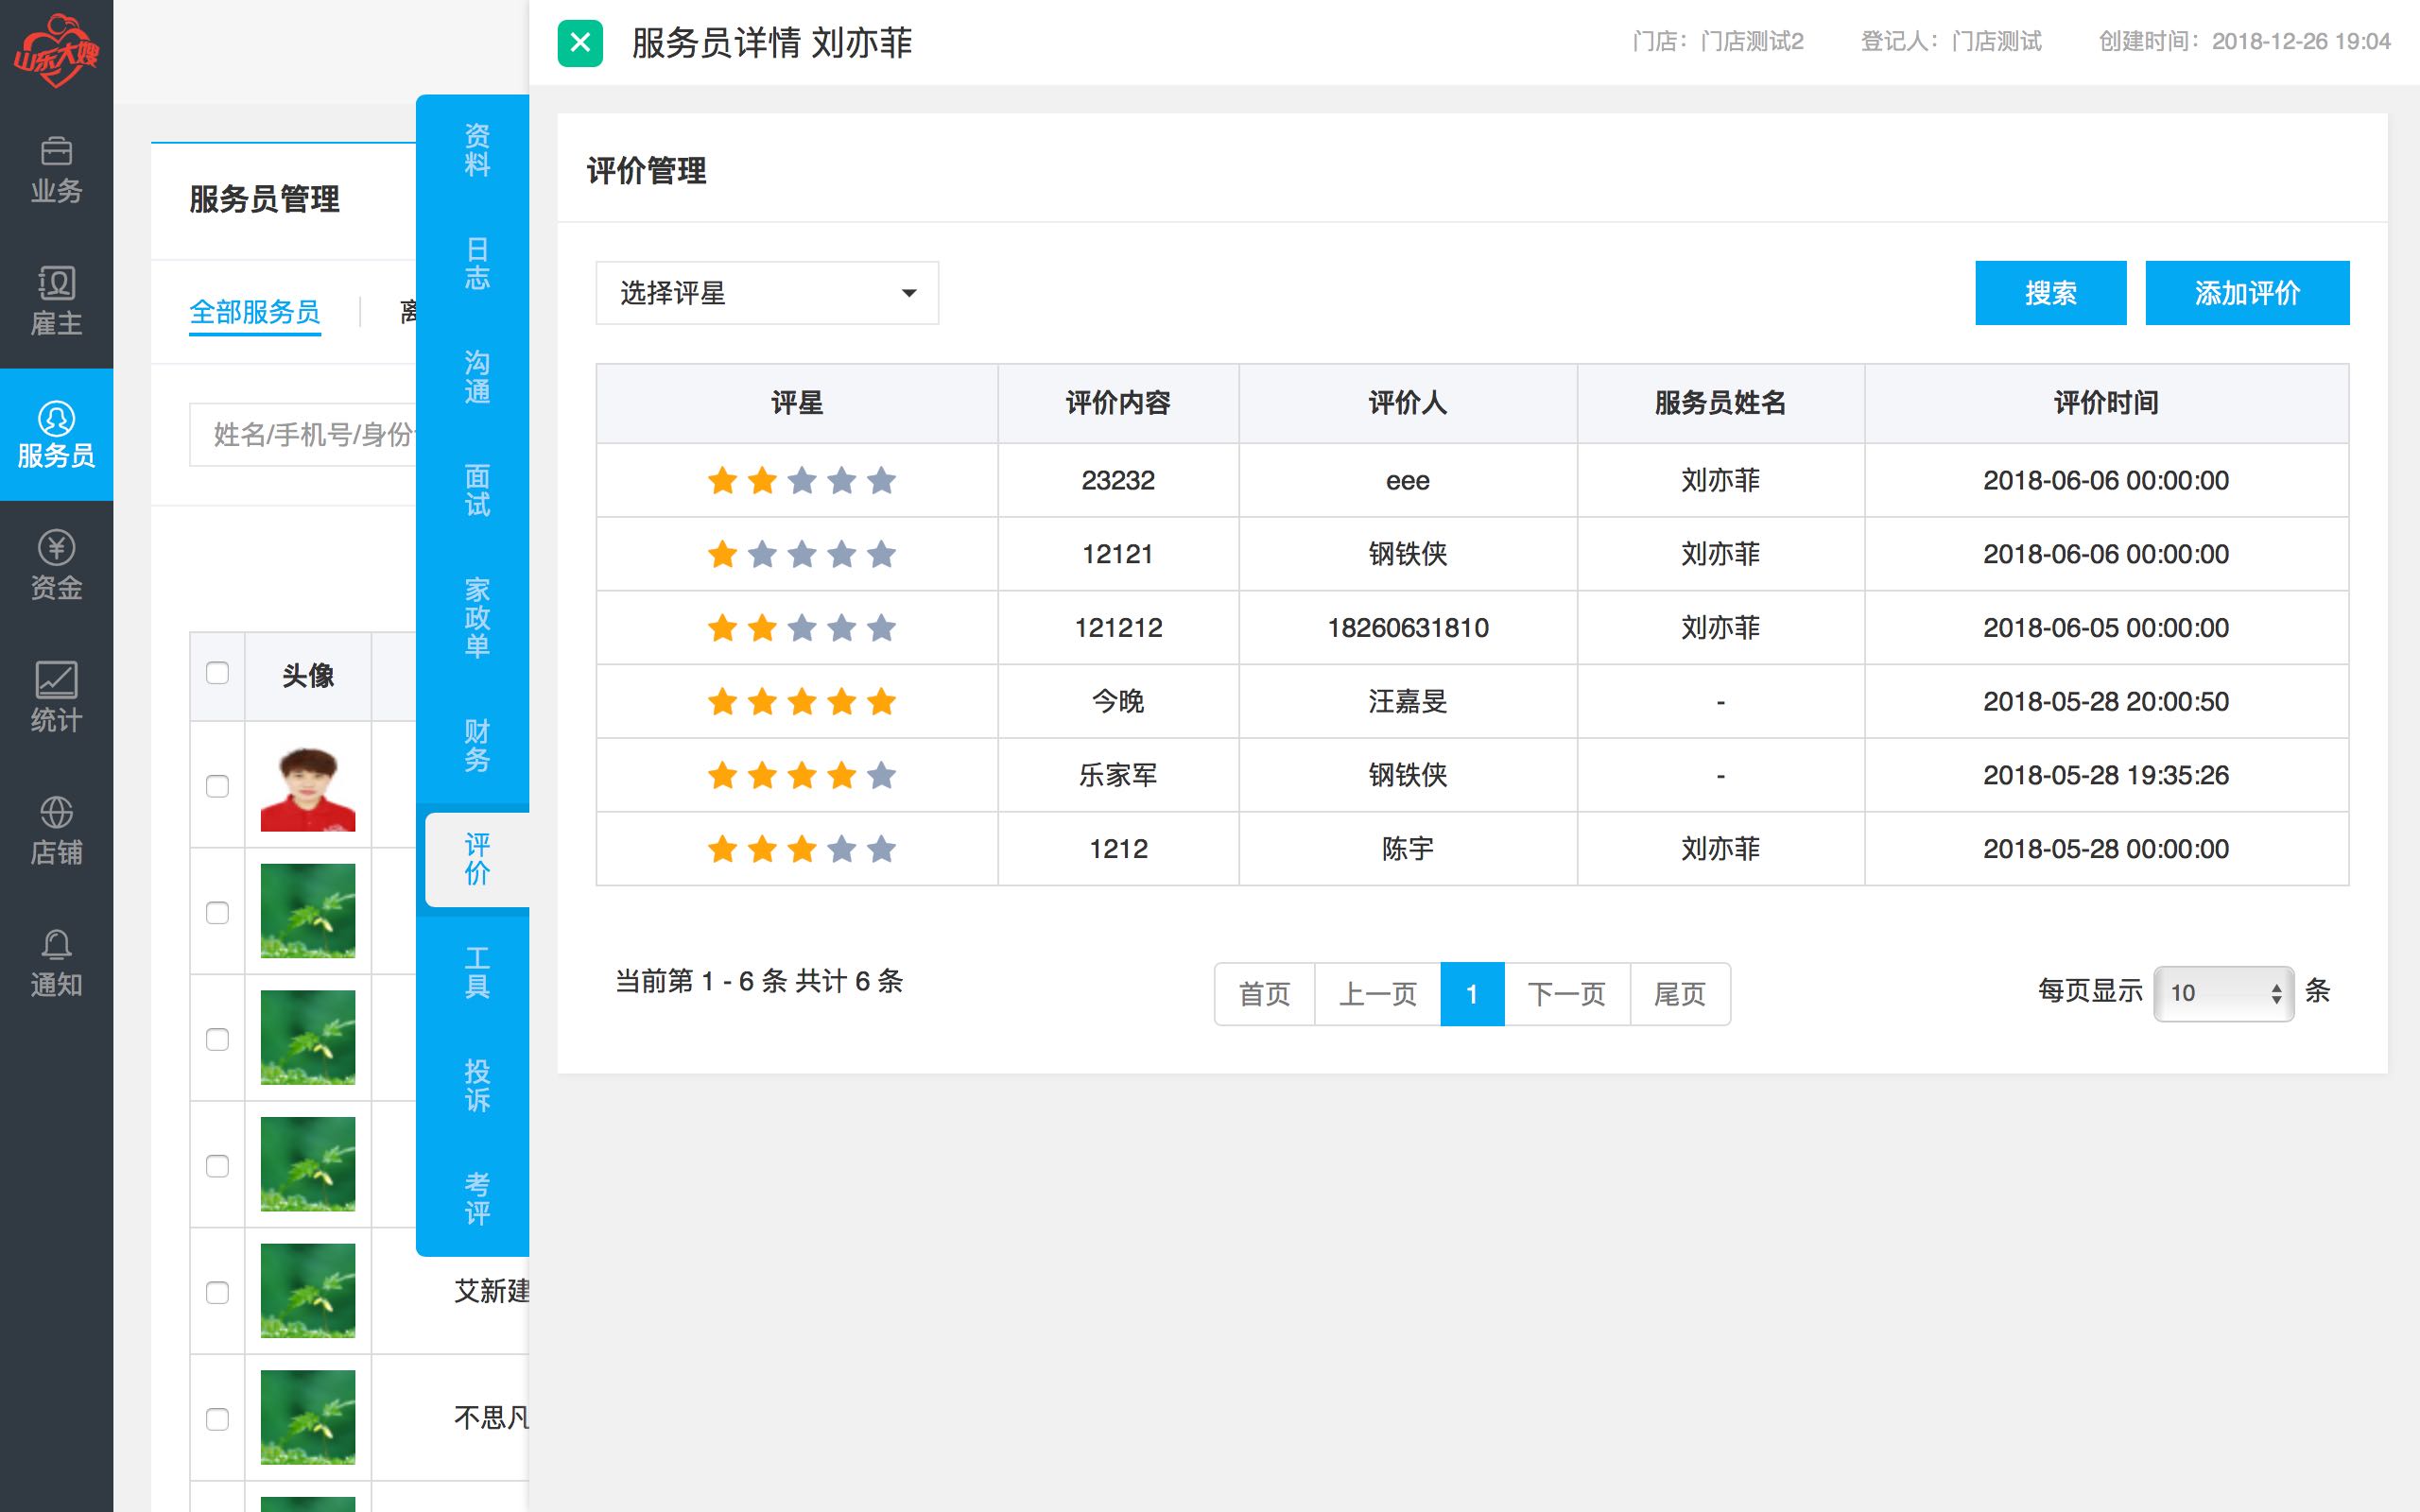 山东大嫂
业务
雇主
服务员
资金
统计
店铺
通知
服务员管理
全部服务员
姓名/手机号/身份
头像
艾新建
不思凡
资料
日志
沟通
面试
家政单
财务
评价
工具
投诉
考评
服务员详情 刘亦菲
门店：门店测试2 登记人：门店测试 创建时间：2018-12-26 19:04
评价管理
选择评星
搜索 添加评价
评星 评价内容 评价人 服务员姓名 评价时间
23232 eee 刘亦菲 2018-06-06 00:00:00
12121 钢铁侠 刘亦菲 2018-06-06 00:00:00
121212 18260631810 刘亦菲 2018-06-05 00:00:00
今晚 汪嘉旻 - 2018-05-28 20:00:50
乐家军 钢铁侠 - 2018-05-28 19:35:26
1212 陈宇 刘亦菲 2018-05-28 00:00:00
当前第 1 - 6 条 共计 6 条 首页 上一页 1 下一页 尾页 每页显示 10 条